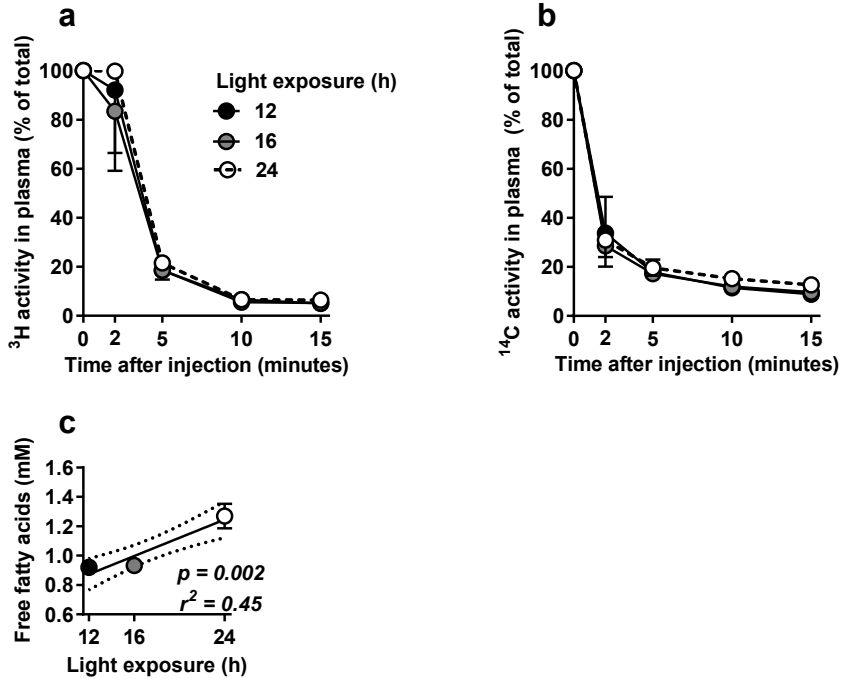 a
³H activity in plasma (% of total)
100
80
60
40
20
0
0 2 5 10 15
Time after injection (minutes)
Light exposure (h)
12
16
24
b
¹⁴C activity in plasma (% of total)
100
80
60
40
20
0
0 2 5 10 15
Time after injection (minutes)
c
Free fatty acids (mM)
1.6
1.4
1.2
1.0
0.8
0.6
12 16 24
Light exposure (h)
p = 0.002
r² = 0.45